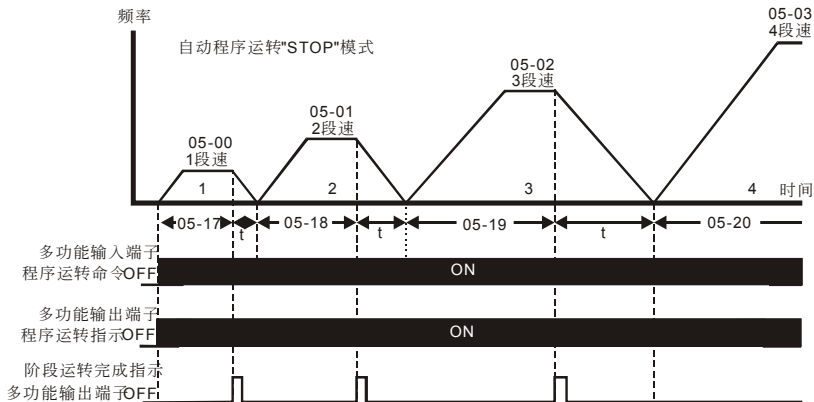 频率
自动程序运转"STOP"模式
05-00
1段速
05-01
2段速
05-02
3段速
05-03
4段速
1
2
3
4
时间
05-17
t
05-18
t
05-19
t
05-20
多功能输入端子
程序运转命令OFF
ON
多功能输出端子
程序运转指示OFF
ON
阶段运转完成指示
多功能输出端子OFF